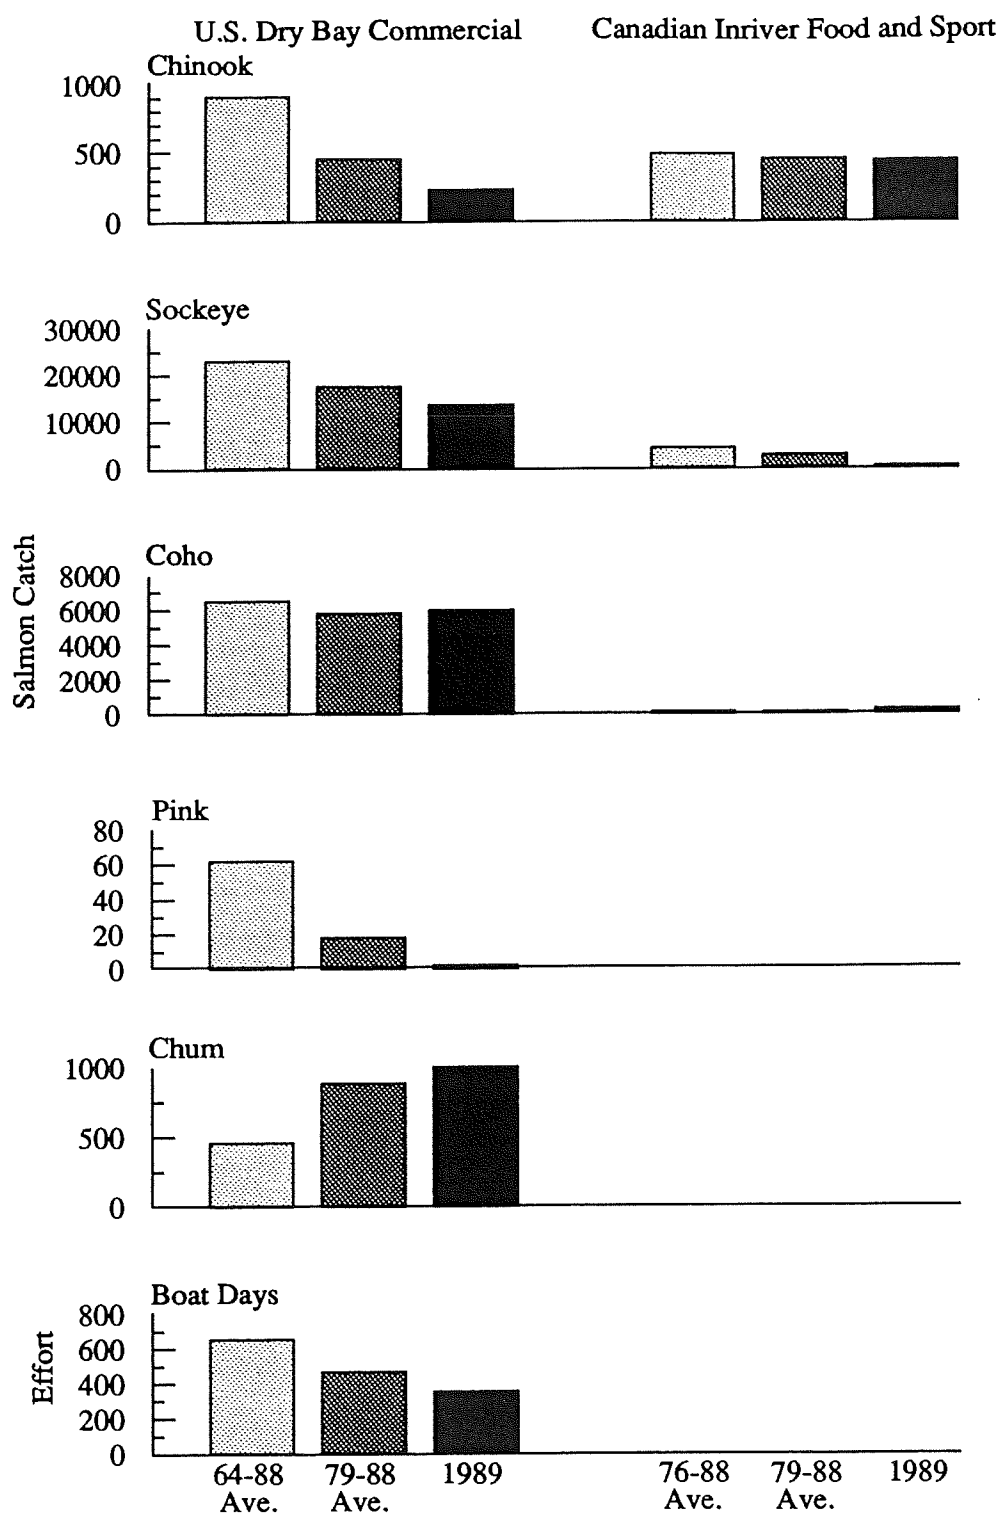 U.S. Dry Bay Commercial Canadian Inriver Food and Sport
Chinook
1000
500
0
Sockeye
30000
20000
10000
0
Salmon Catch
Coho
8000
6000
4000
2000
0
Pink
80
60
40
20
0
Chum
1000
500
0
Effort
Boat Days
800
600
400
200
0
64-88 79-88 1989 76-88 79-88 1989
Ave. Ave. Ave. Ave.